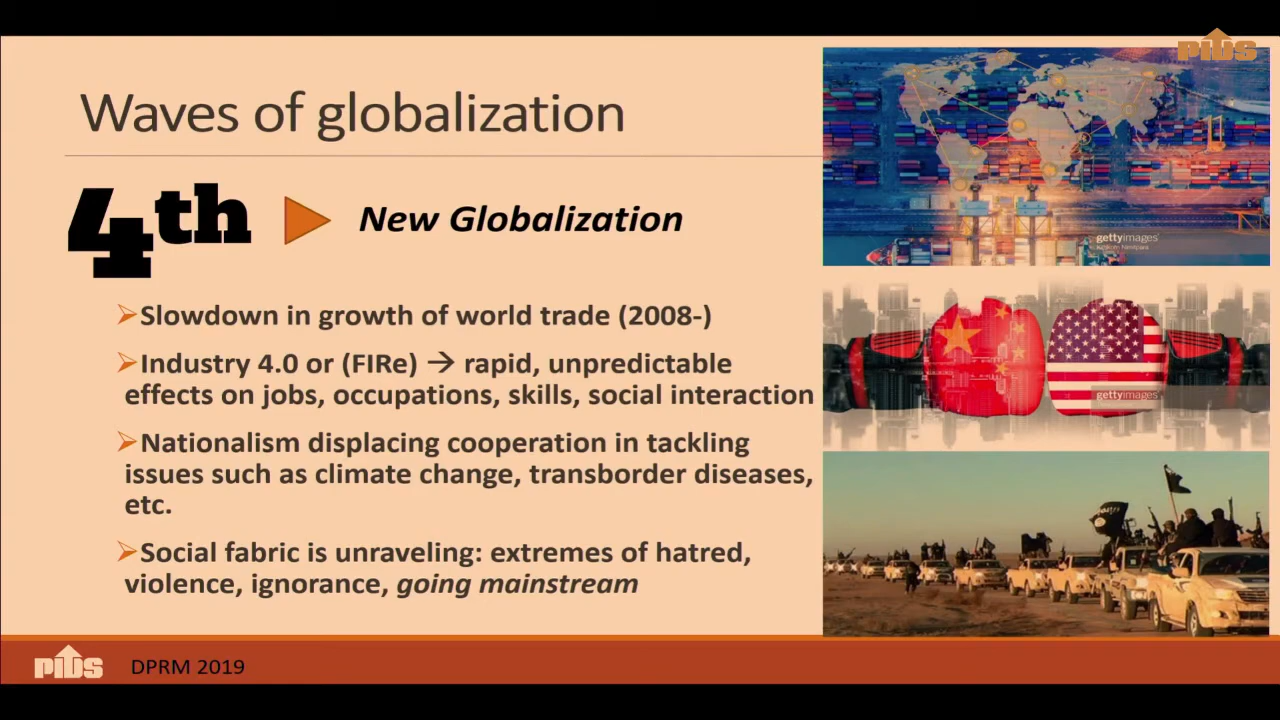 PIDS
Waves of globalization
4th
New Globalization
gettyimages
Slowdown in growth of world trade (2008-)
Industry 4.0 or (FIRe) → rapid, unpredictable
effects on jobs, occupations, skills, social interaction
gettyimages
Nationalism displacing cooperation in tackling
issues such as climate change, transborder diseases,
etc.
Social fabric is unraveling: extremes of hatred,
violence, ignorance, going mainstream
PIDS
DPRM 2019